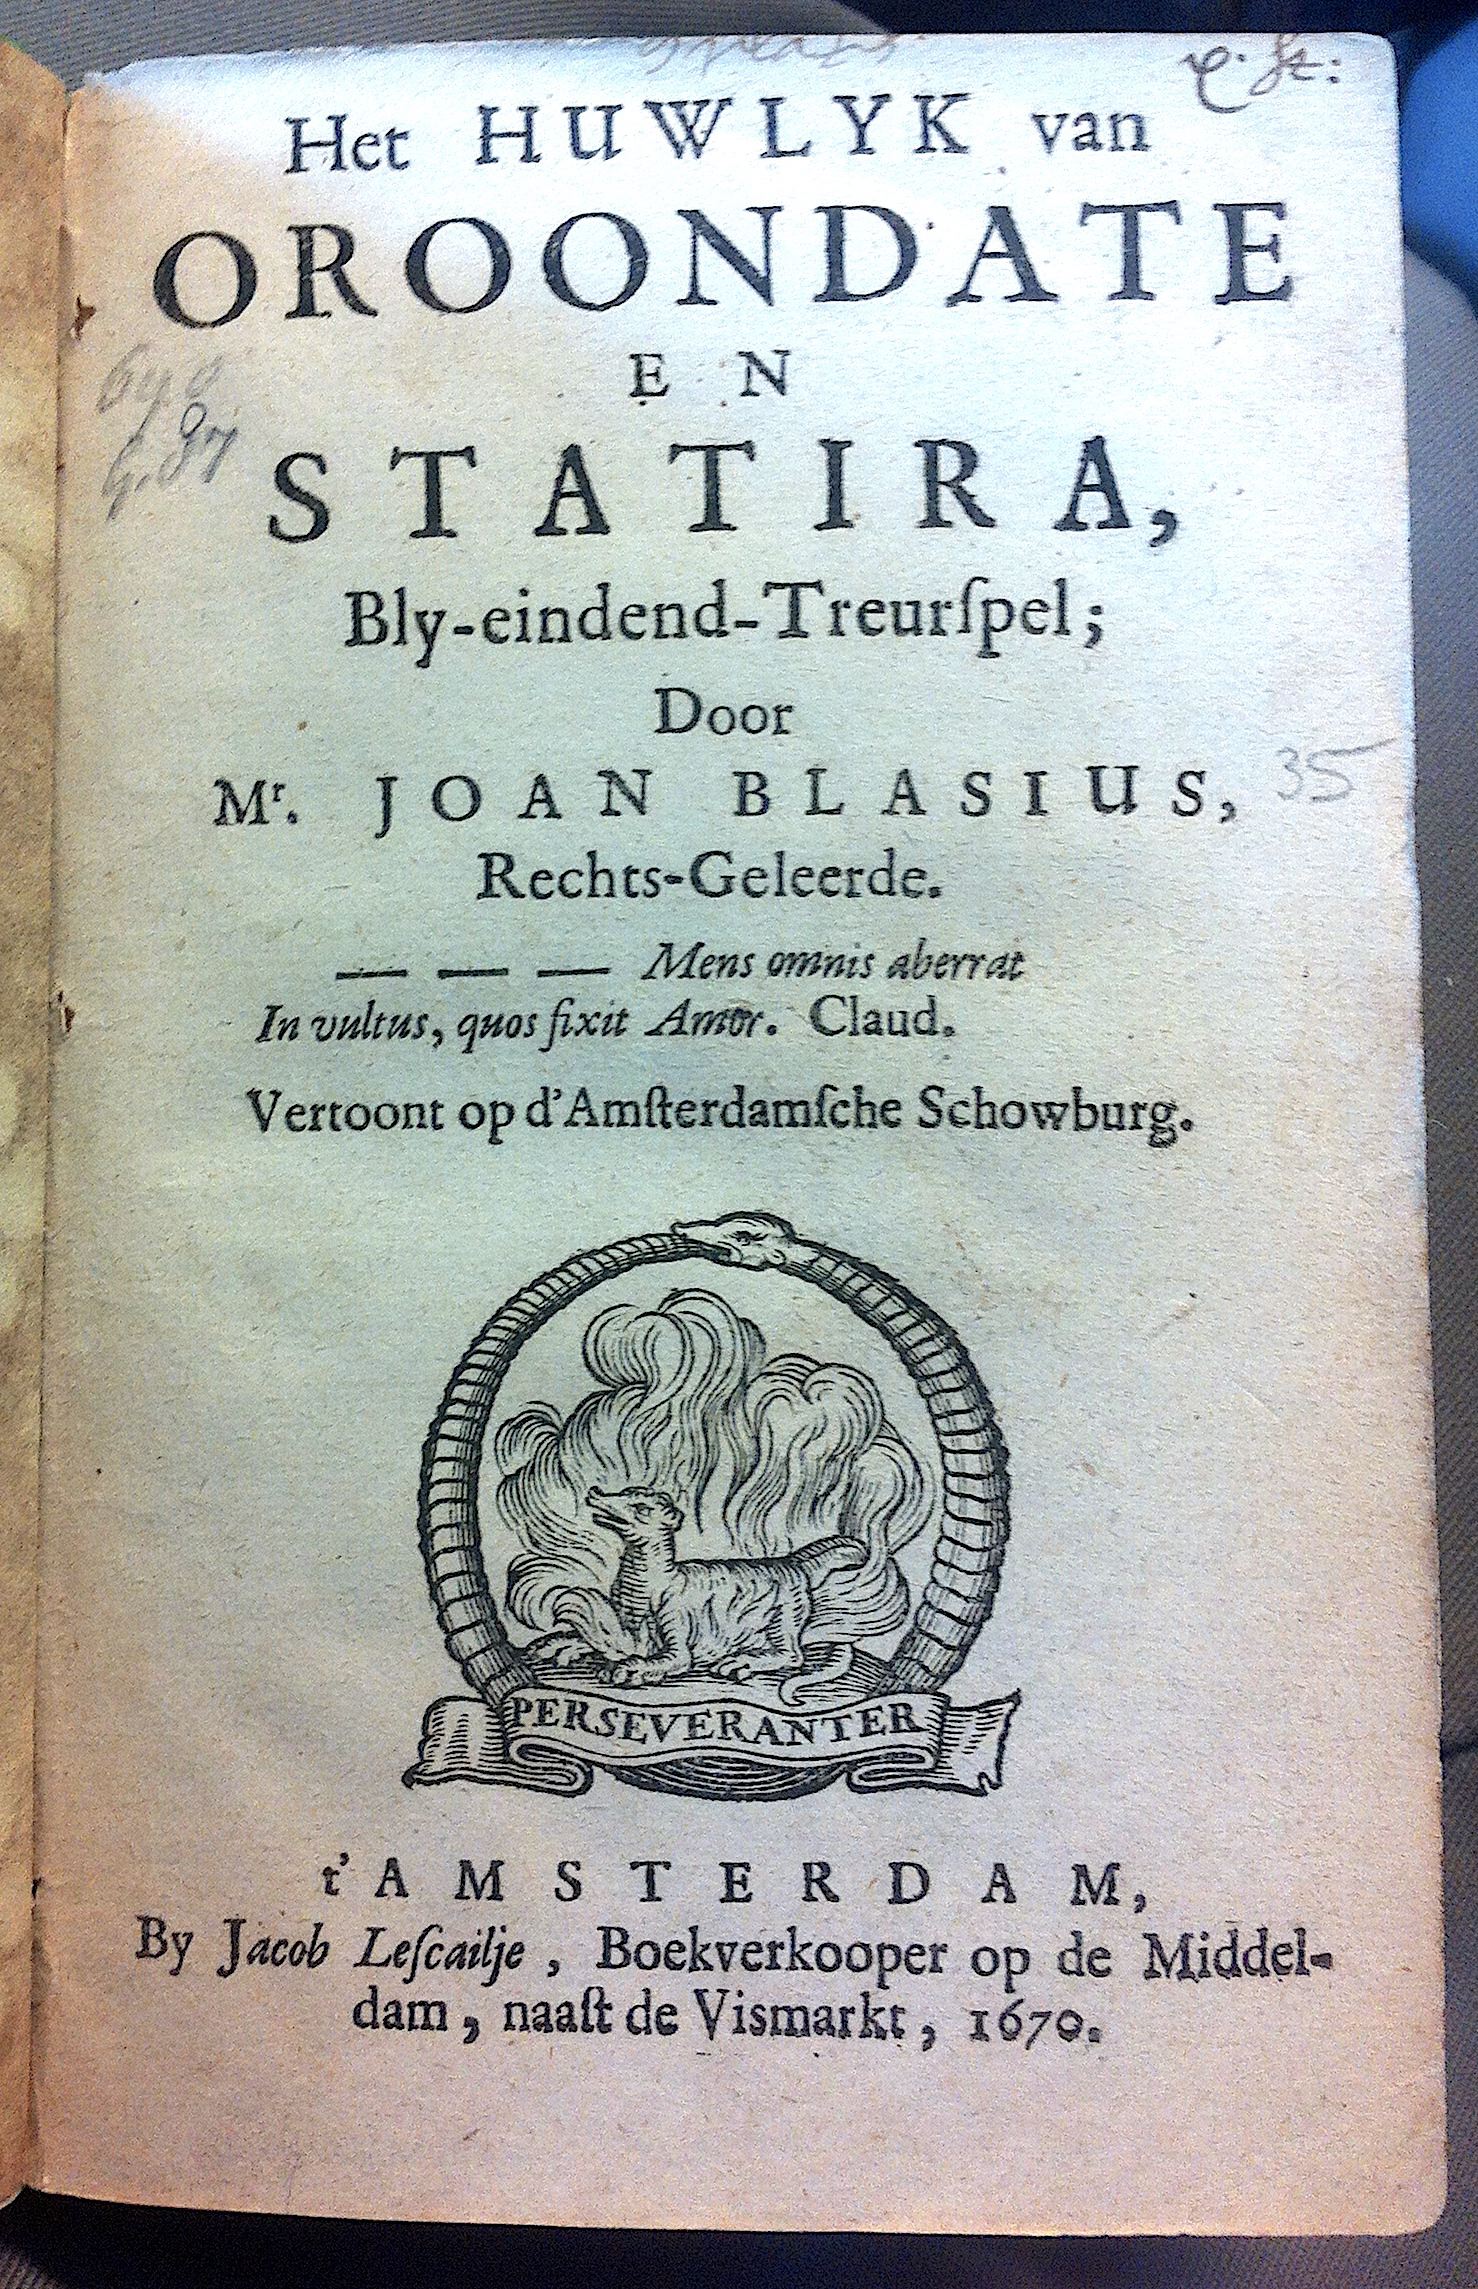 Het HUWLYK van
OROONDATE
EN
STATIRA,
Bly-eindend-Treurſpel;
Door
Mr. JOAN BLASIUS,
35
Rechts-Geleerde.
— — — Mens omnis aberrat
In vultus, quos fixit Amor. Claud.
Vertoont op d'Amſterdamſche Schowburg.
PERSEVERANTER
t'AMSTERDAM,
By Jacob Leſcailje, Boekverkooper op de Middel-
dam, naaſt de Vismarkt, 1670.